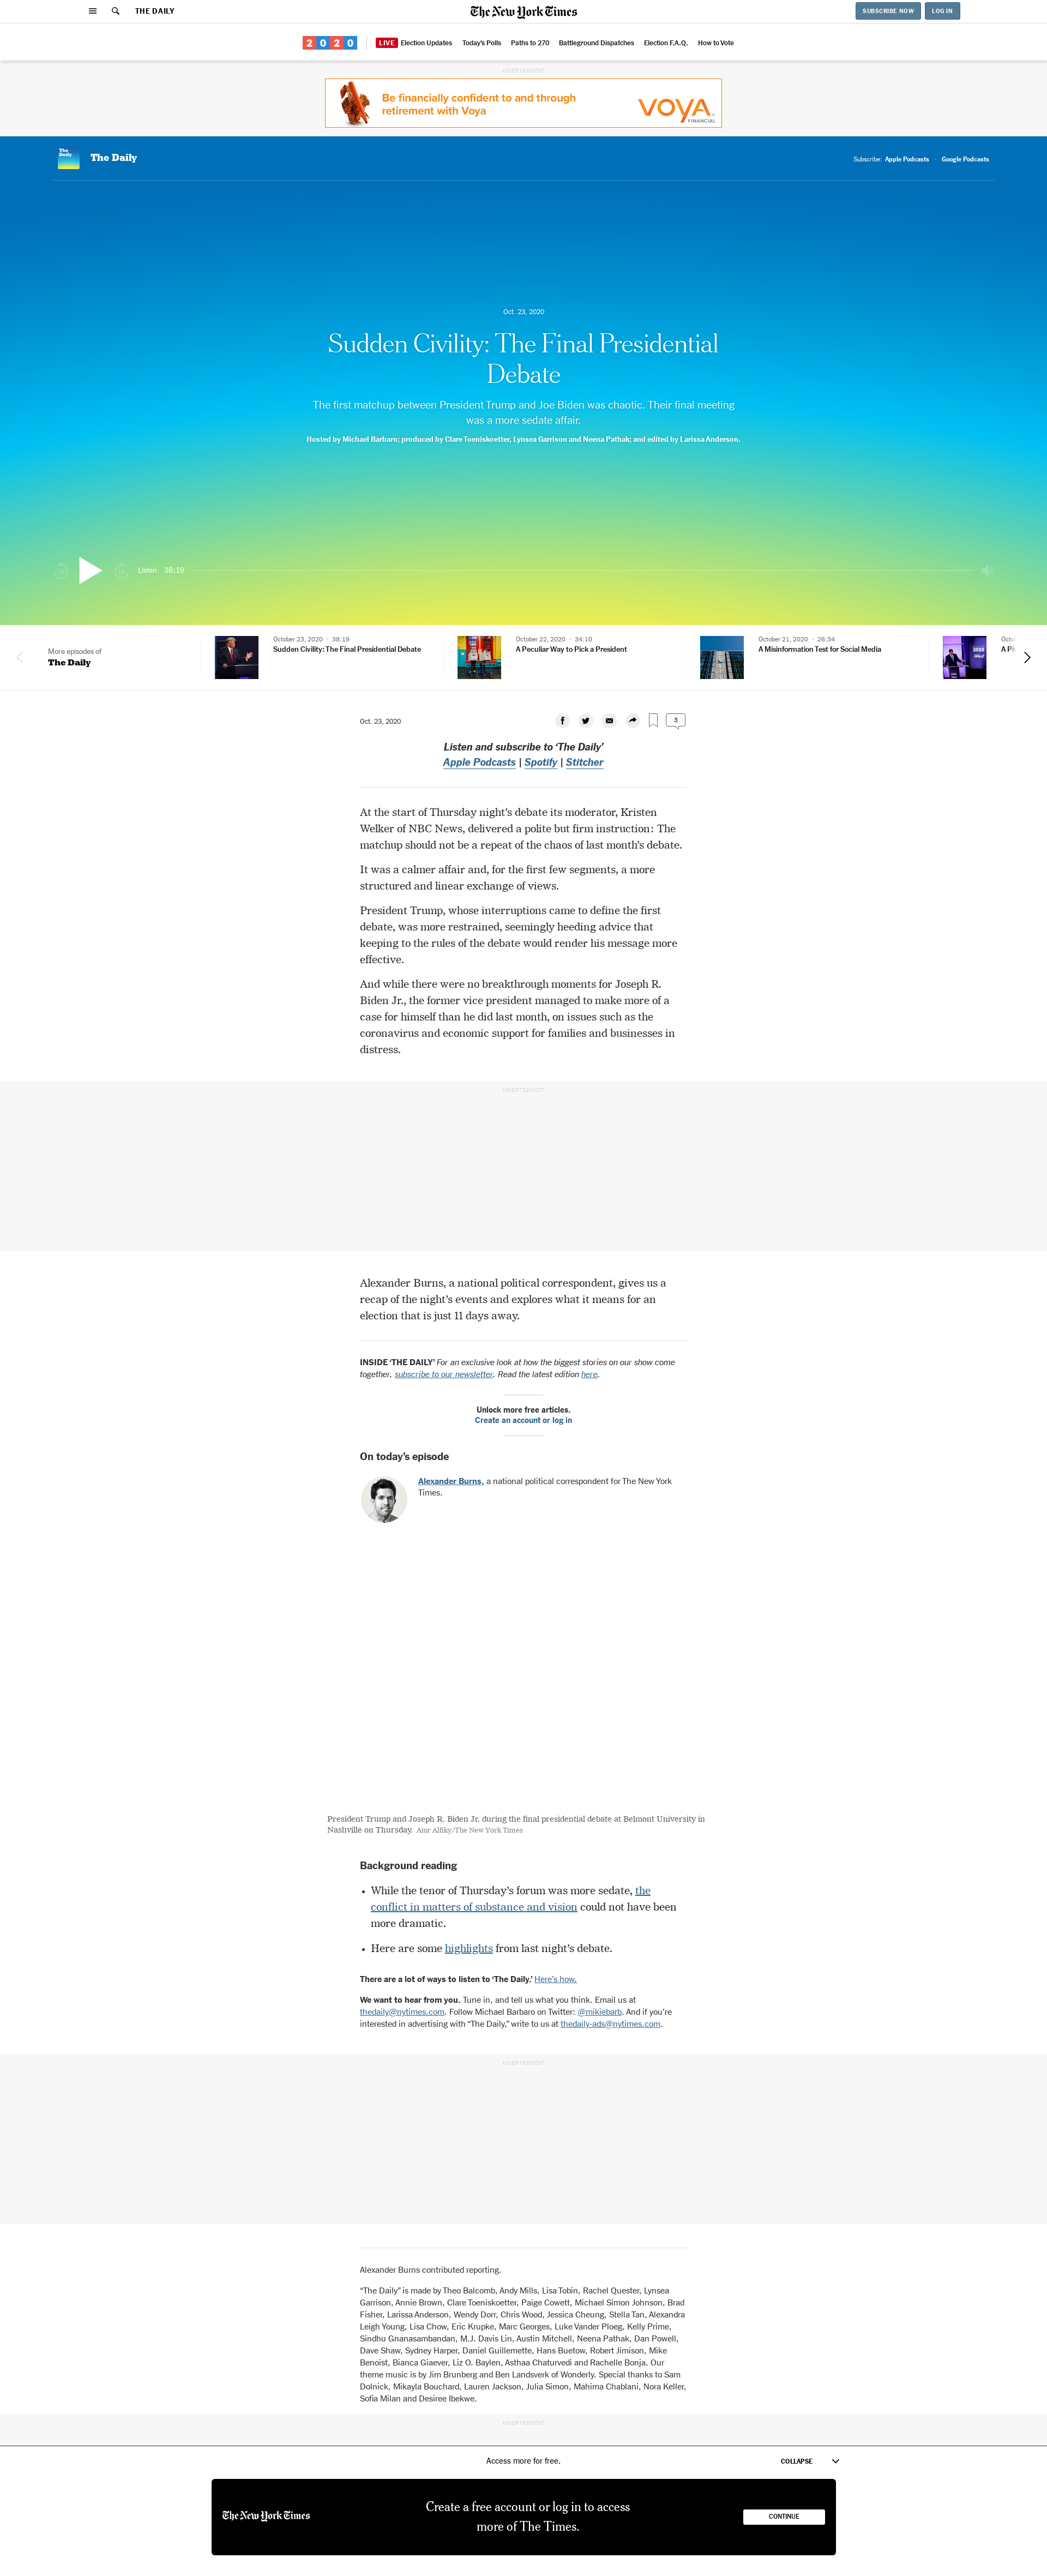 THE DAILY
The New York Times
SUBSCRIBE NOW
LOG IN
2020
LIVE Election Updates
Today's Polls
Paths to 270
Battleground Dispatches
Election F.A.Q.
How to Vote
ADVERTISEMENT
Be financially confident to and through
retirement with Voya
VOYA
FINANCIAL
The Daily
The Daily
Subscribe: Apple Podcasts
Google Podcasts
Oct. 23, 2020
Sudden Civility: The Final Presidential
Debate
The first matchup between President Trump and Joe Biden was chaotic. Their final meeting
was a more sedate affair.
Hosted by Michael Barbaro; produced by Clare Toeniskoetter, Lynsea Garrison and Neena Pathak; and edited by Larissa Anderson.
Listen 38:19
More episodes of
The Daily
October 23, 2020 • 38:19
Sudden Civility: The Final Presidential Debate
October 22, 2020 • 34:10
A Peculiar Way to Pick a President
October 21, 2020 • 26:34
A Misinformation Test for Social Media
Oct. 23, 2020
3
Listen and subscribe to ‘The Daily’
Apple Podcasts | Spotify | Stitcher
At the start of Thursday night’s debate its moderator, Kristen
Welker of NBC News, delivered a polite but firm instruction: The
matchup should not be a repeat of the chaos of last month’s debate.
It was a calmer affair and, for the first few segments, a more
structured and linear exchange of views.
President Trump, whose interruptions came to define the first
debate, was more restrained, seemingly heeding advice that
keeping to the rules of the debate would render his message more
effective.
And while there were no breakthrough moments for Joseph R.
Biden Jr., the former vice president managed to make more of a
case for himself than he did last month, on issues such as the
coronavirus and economic support for families and businesses in
distress.
ADVERTISEMENT
Alexander Burns, a national political correspondent, gives us a
recap of the night’s events and explores what it means for an
election that is just 11 days away.
INSIDE ‘THE DAILY’ For an exclusive look at how the biggest stories on our show come
together, subscribe to our newsletter. Read the latest edition here.
Unlock more free articles.
Create an account or log in
On today’s episode
Alexander Burns, a national political correspondent for The New York
Times.
President Trump and Joseph R. Biden Jr. during the final presidential debate at Belmont University in
Nashville on Thursday. Amr Alfiky/The New York Times
Background reading
• While the tenor of Thursday’s forum was more sedate, the
conflict in matters of substance and vision could not have been
more dramatic.
• Here are some highlights from last night’s debate.
There are a lot of ways to listen to ‘The Daily.’ Here’s how.
We want to hear from you. Tune in, and tell us what you think. Email us at
thedaily@nytimes.com. Follow Michael Barbaro on Twitter: @mikiebarb. And if you’re
interested in advertising with “The Daily,” write to us at thedaily-ads@nytimes.com.
ADVERTISEMENT
Alexander Burns contributed reporting.
“The Daily” is made by Theo Balcomb, Andy Mills, Lisa Tobin, Rachel Quester, Lynsea
Garrison, Annie Brown, Clare Toeniskoetter, Paige Cowett, Michael Simon Johnson, Brad
Fisher, Larissa Anderson, Wendy Dorr, Chris Wood, Jessica Cheung, Stella Tan, Alexandra
Leigh Young, Lisa Chow, Eric Krupke, Marc Georges, Luke Vander Ploeg, Kelly Prime,
Sindhu Gnanasambandan, M.J. Davis Lin, Austin Mitchell, Neena Pathak, Dan Powell,
Dave Shaw, Sydney Harper, Daniel Guillemette, Hans Buetow, Robert Jimison, Mike
Benoist, Bianca Giaever, Liz O. Baylen, Asthaa Chaturvedi and Rachelle Bonja. Our
theme music is by Jim Brunberg and Ben Landsverk of Wonderly. Special thanks to Sam
Dolnick, Mikayla Bouchard, Lauren Jackson, Julia Simon, Mahima Chablani, Nora Keller,
Sofia Milan and Desiree Ibekwe.
ADVERTISEMENT
Access more for free.
COLLAPSE
The New York Times
Create a free account or log in to access
more of The Times.
CONTINUE